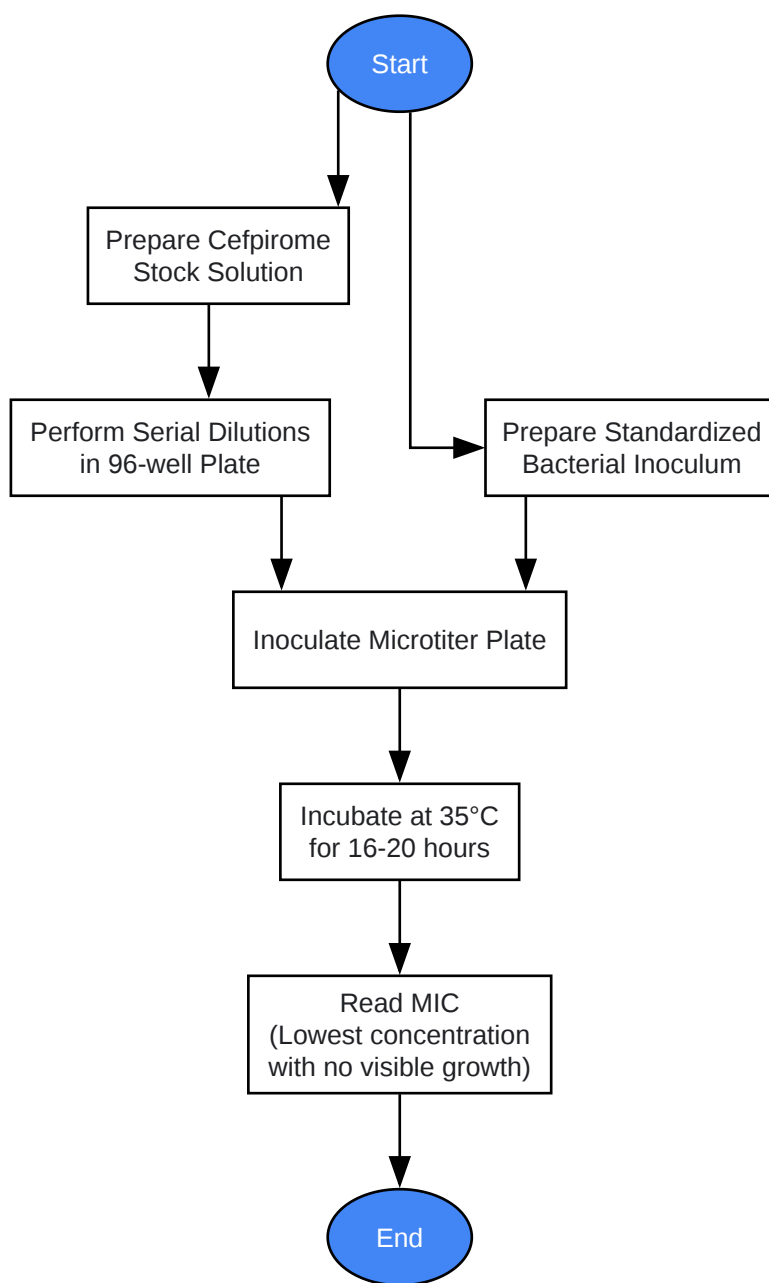 Start
Prepare Cefpirome
Stock Solution
Perform Serial Dilutions
in 96-well Plate
Prepare Standardized
Bacterial Inoculum
Inoculate Microtiter Plate
Incubate at 35°C
for 16-20 hours
Read MIC
(Lowest concentration
with no visible growth)
End